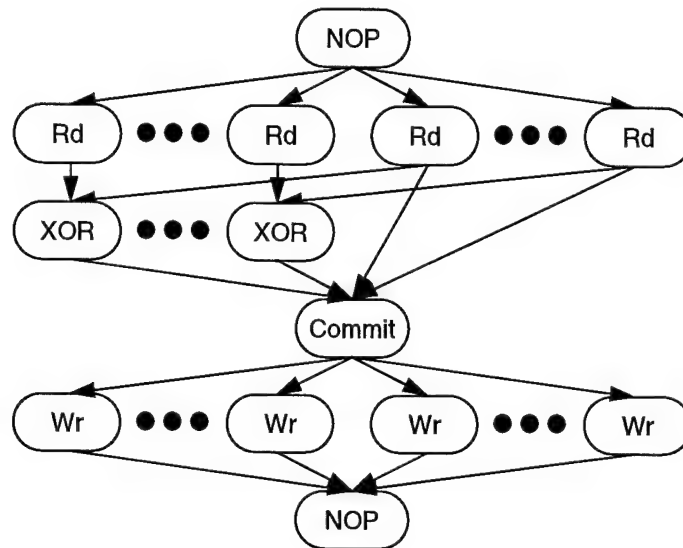 NOP
Rd Rd Rd Rd
XOR XOR
Commit
Wr Wr Wr Wr
NOP